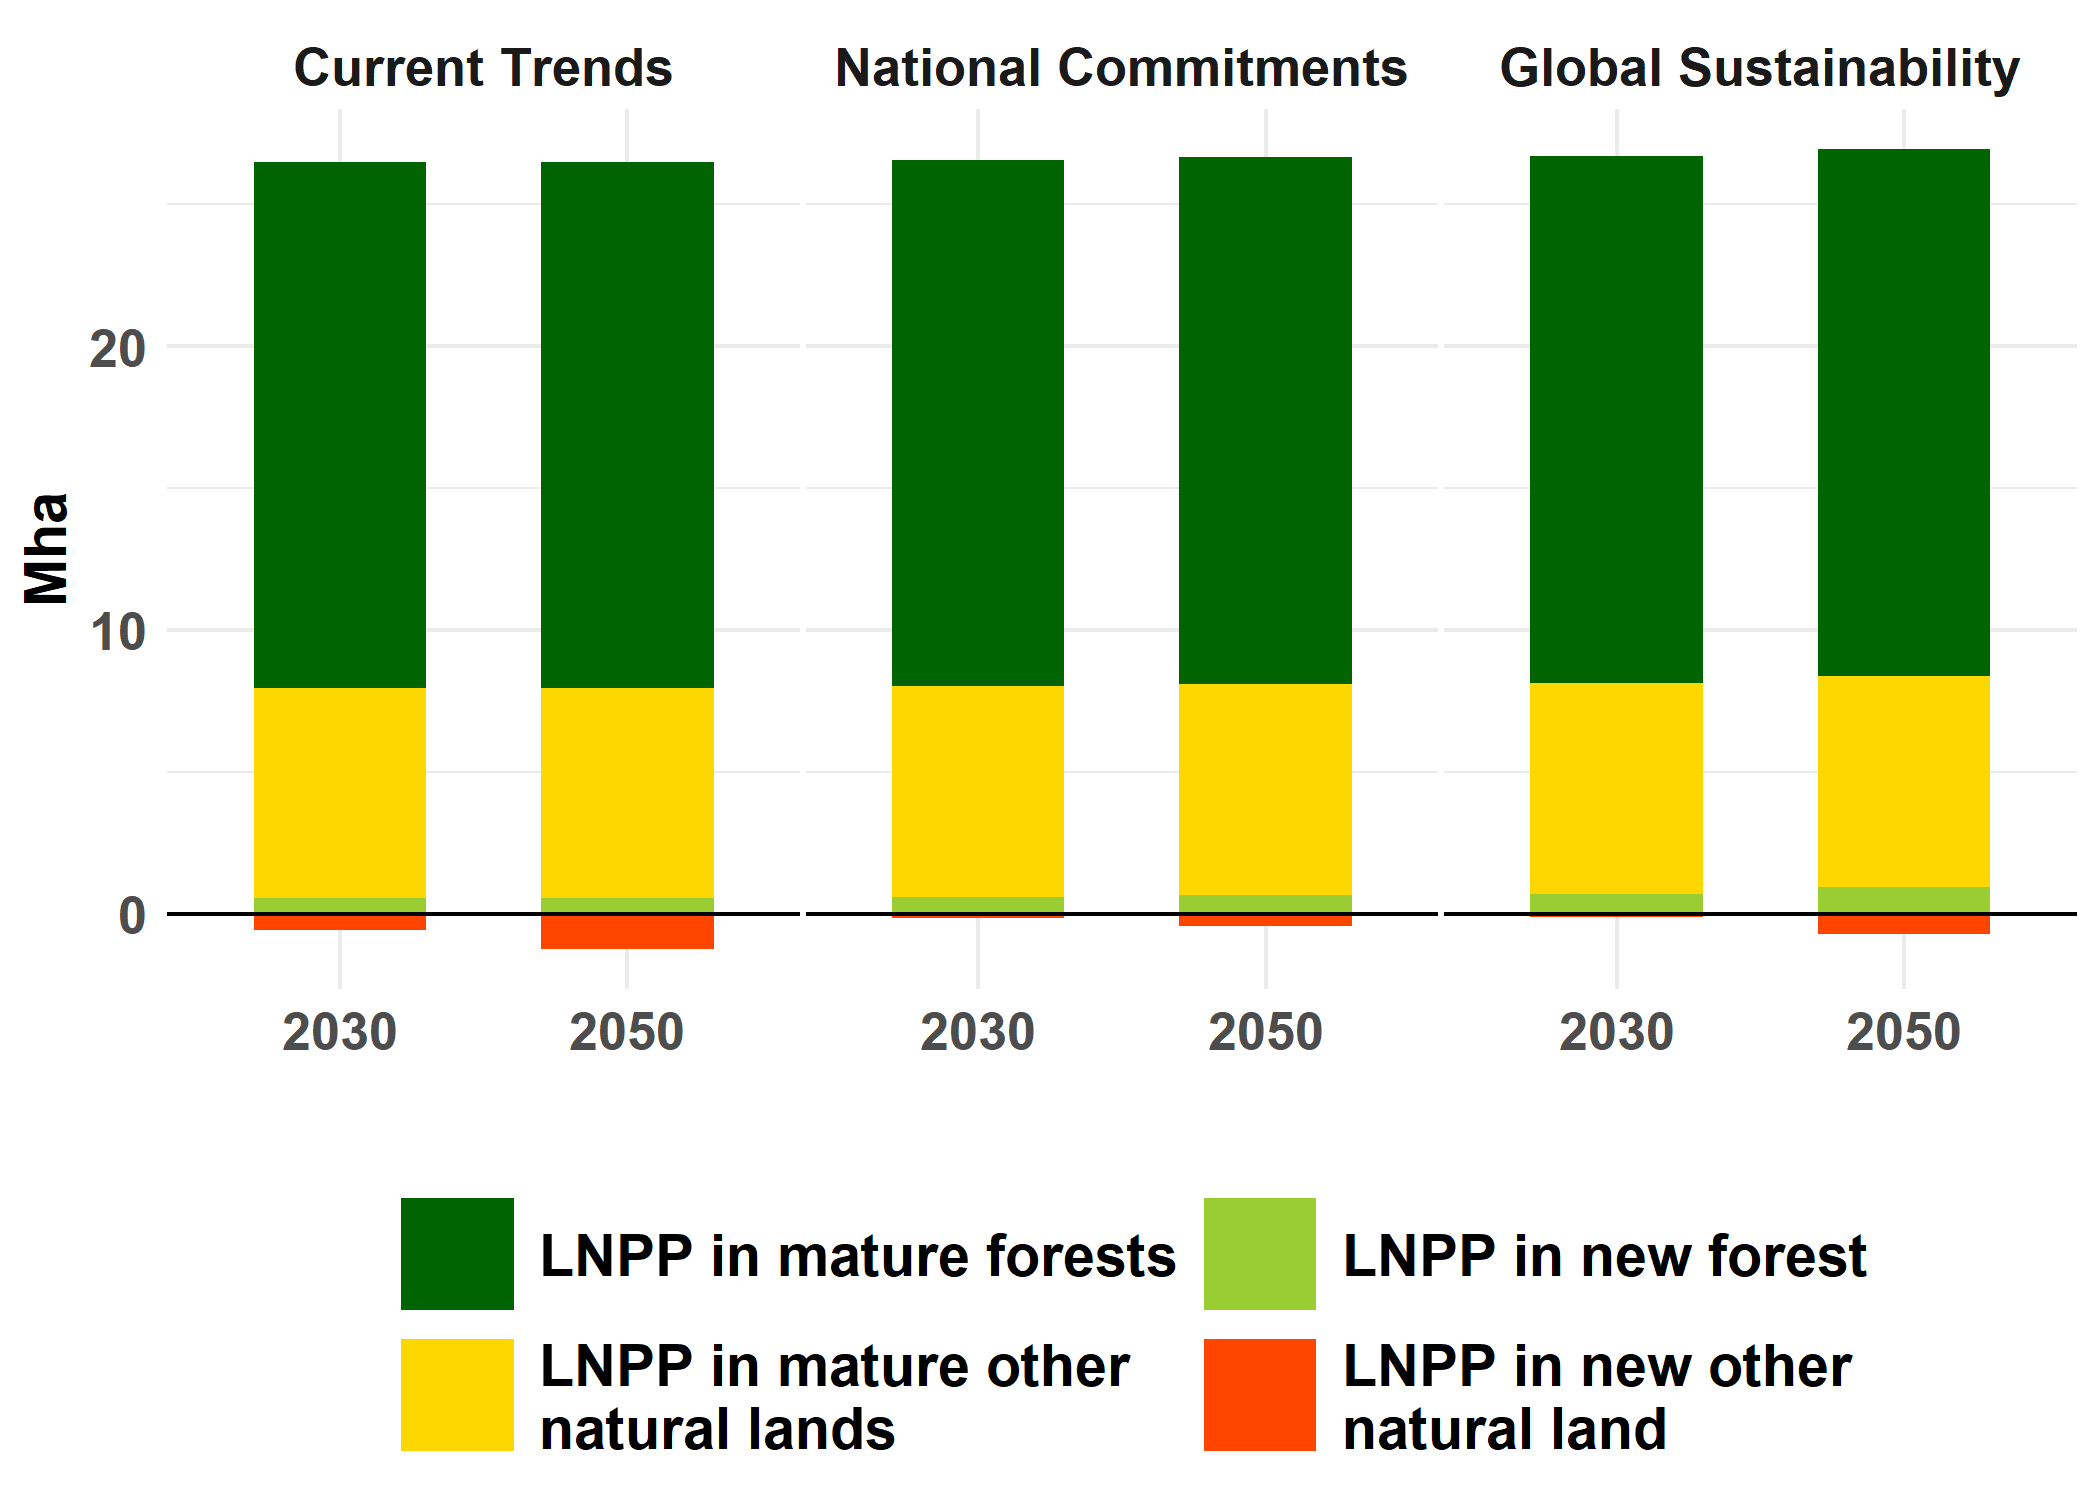 Current Trends
National Commitments
Global Sustainability
Mha
20
10
0
2030
2050
2030
2050
2030
2050
LNPP in mature forests
LNPP in new forest
LNPP in mature other
natural lands
LNPP in new other
natural land